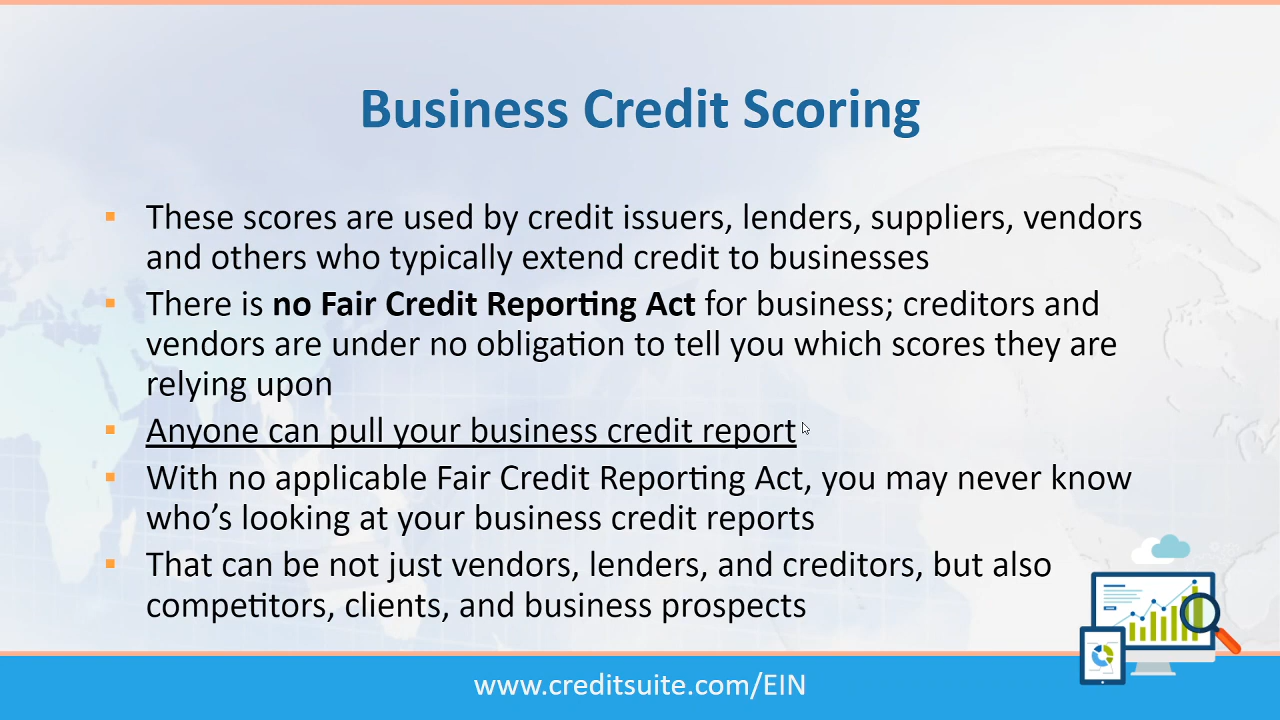 Business Credit Scoring
These scores are used by credit issuers, lenders, suppliers, vendors
and others who typically extend credit to businesses
There is no Fair Credit Reporting Act for business; creditors and
vendors are under no obligation to tell you which scores they are
relying upon
Anyone can pull your business credit report
With no applicable Fair Credit Reporting Act, you may never know
who’s looking at your business credit reports
That can be not just vendors, lenders, and creditors, but also
competitors, clients, and business prospects
www.creditsuite.com/EIN